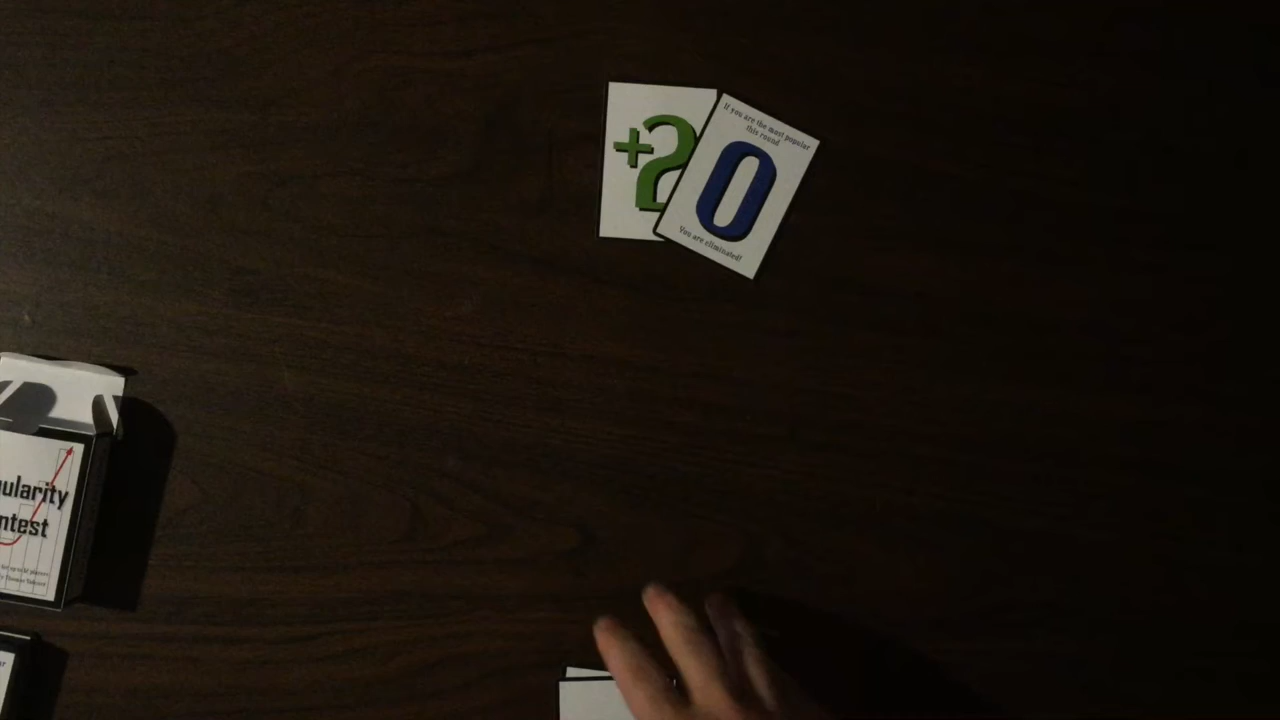 +2
If you are the most popular
this round
0
You are eliminated!
ularity
ntest